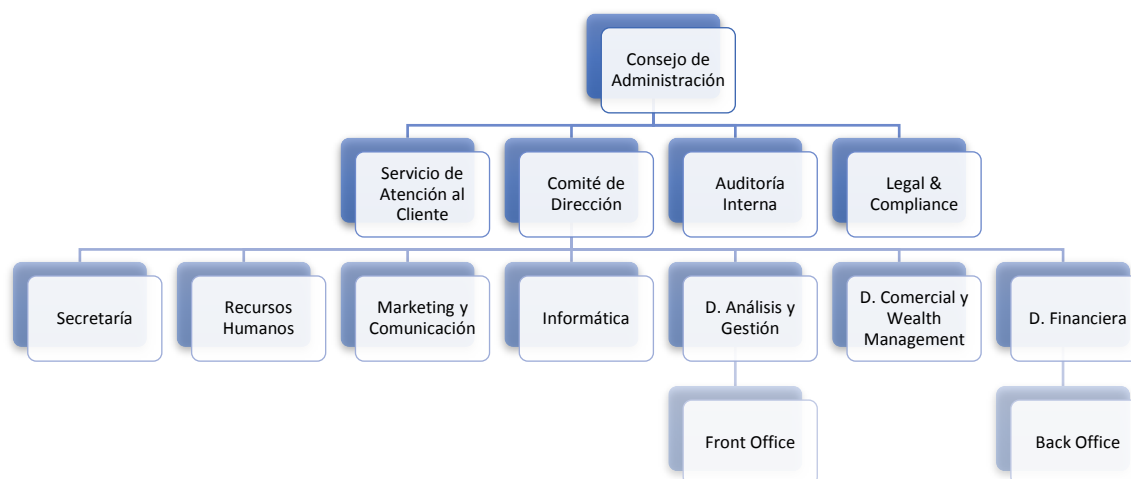 Consejo de
Administración
Servicio de
Atención al
Cliente
Comité de
Dirección
Auditoría
Interna
Legal &
Compliance
Secretaría
Recursos
Humanos
Marketing y
Comunicación
Informática
D. Análisis y
Gestión
D. Comercial y
Wealth
Management
D. Financiera
Front Office
Back Office